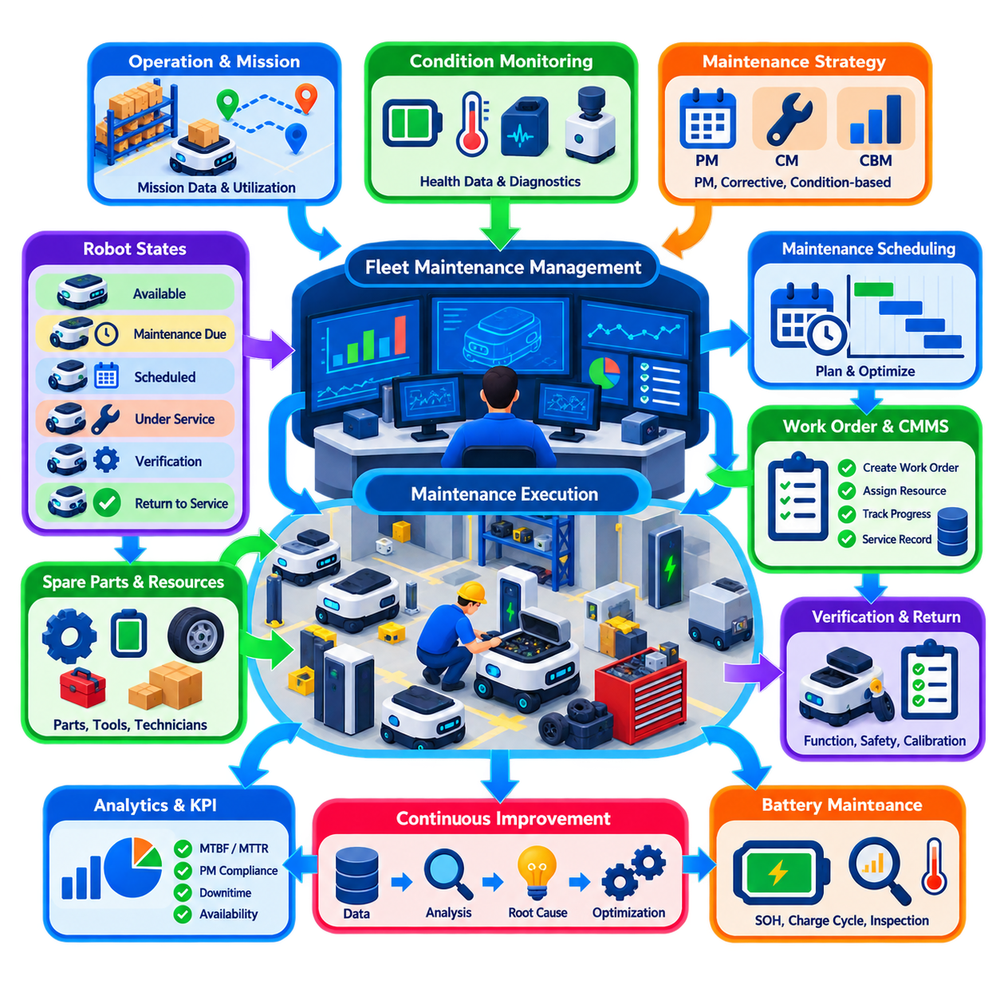 Operation & Mission
Mission Data & Utilization
Condition Monitoring
Health Data & Diagnostics
Maintenance Strategy
PM
CM
CBM
PM, Corrective, Condition-based
Robot States
Available
Maintenance Due
Scheduled
Under Service
Verification
Return to Service
Fleet Maintenance Management
Maintenance Scheduling
Plan & Optimize
Work Order & CMMS
Create Work Order
Assign Resource
Track Progress
Service Record
Maintenance Execution
Spare Parts & Resources
Parts, Tools, Technicians
Verification & Return
Function, Safety, Calibration
Analytics & KPI
MTBF / MTTR
PM Compliance
Downtime
Availability
Continuous Improvement
Data
Analysis
Root Cause
Optimization
Battery Maintenance
SOH, Charge Cycle, Inspection